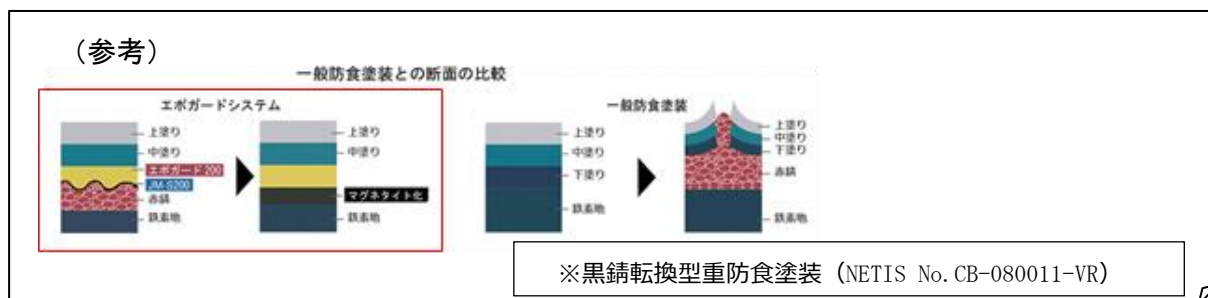 （参考）
一般防食塗装との断面の比較
エポガードシステム
上塗り
中塗り
エポガード200
JM-S200
赤錆
鉄素地
上塗り
中塗り
マグネタイト化
鉄素地
一般防食塗装
上塗り
中塗り
下塗り
鉄素地
上塗り
中塗り
下塗り
赤錆
鉄素地
※黒錆転換型重防食塗装（NETIS No.CB-080011-VR）